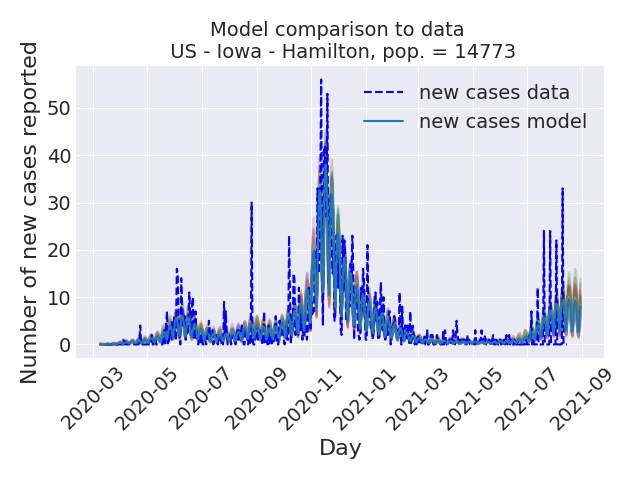 Model comparison to data
US - Iowa - Hamilton, pop. = 14773
Number of new cases reported
50
40
30
20
10
0
new cases data
new cases model
2020-03
2020-05
2020-07
2020-09
2020-11
2021-01
2021-03
2021-05
2021-07
2021-09
Day